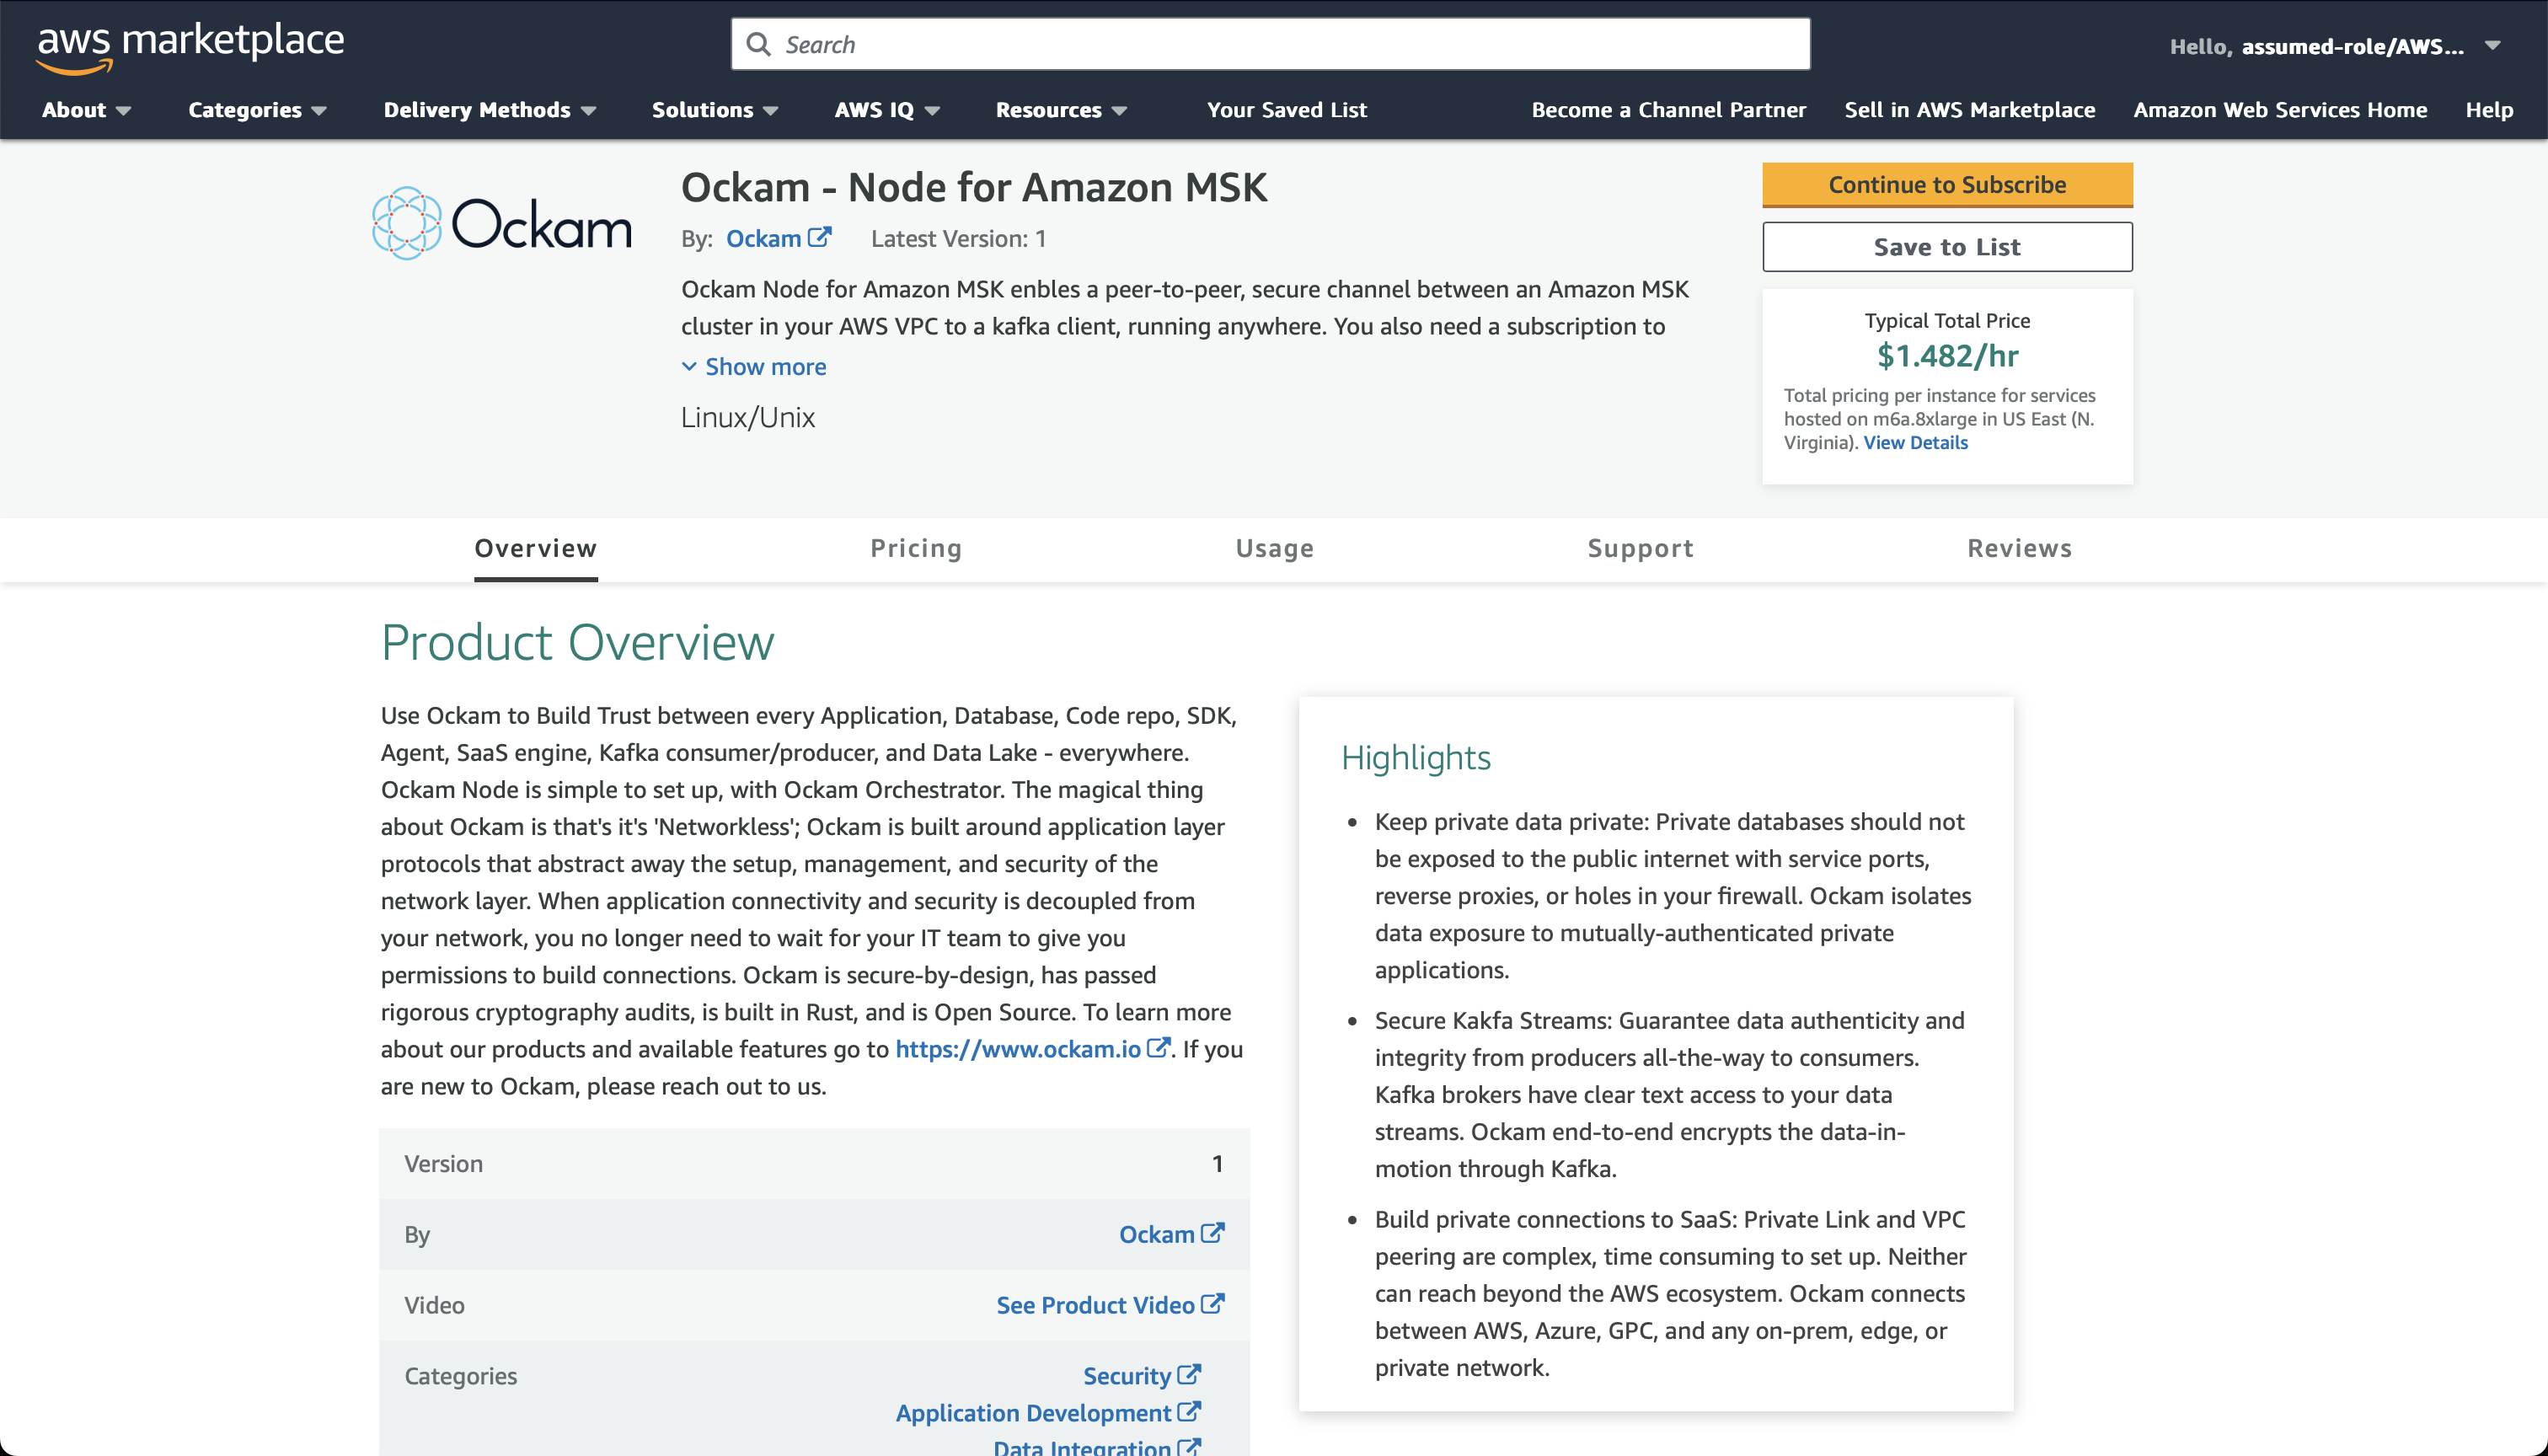 aws marketplace
Search
Hello, assumed-role/AWS...
About
Categories
Delivery Methods
Solutions
AWS IQ
Resources
Your Saved List
Become a Channel Partner
Sell in AWS Marketplace
Amazon Web Services Home
Help
Ockam
Ockam - Node for Amazon MSK
By: Ockam
Latest Version: 1
Ockam Node for Amazon MSK enbles a peer-to-peer, secure channel between an Amazon MSK
cluster in your AWS VPC to a kafka client, running anywhere. You also need a subscription to
Show more
Linux/Unix
Continue to Subscribe
Save to List
Typical Total Price
$1.482/hr
Total pricing per instance for services
hosted on m6a.8xlarge in US East (N.
Virginia). View Details
Overview
Pricing
Usage
Support
Reviews
Product Overview
Use Ockam to Build Trust between every Application, Database, Code repo, SDK,
Agent, SaaS engine, Kafka consumer/producer, and Data Lake - everywhere.
Ockam Node is simple to set up, with Ockam Orchestrator. The magical thing
about Ockam is that's it's 'Networkless'; Ockam is built around application layer
protocols that abstract away the setup, management, and security of the
network layer. When application connectivity and security is decoupled from
your network, you no longer need to wait for your IT team to give you
permissions to build connections. Ockam is secure-by-design, has passed
rigorous cryptography audits, is built in Rust, and is Open Source. To learn more
about our products and available features go to https://www.ockam.io. If you
are new to Ockam, please reach out to us.
Version
1
By
Ockam
Video
See Product Video
Categories
Security
Application Development
Data Integration
Highlights
• Keep private data private: Private databases should not
be exposed to the public internet with service ports,
reverse proxies, or holes in your firewall. Ockam isolates
data exposure to mutually-authenticated private
applications.
• Secure Kakfa Streams: Guarantee data authenticity and
integrity from producers all-the-way to consumers.
Kafka brokers have clear text access to your data
streams. Ockam end-to-end encrypts the data-in-
motion through Kafka.
• Build private connections to SaaS: Private Link and VPC
peering are complex, time consuming to set up. Neither
can reach beyond the AWS ecosystem. Ockam connects
between AWS, Azure, GPC, and any on-prem, edge, or
private network.